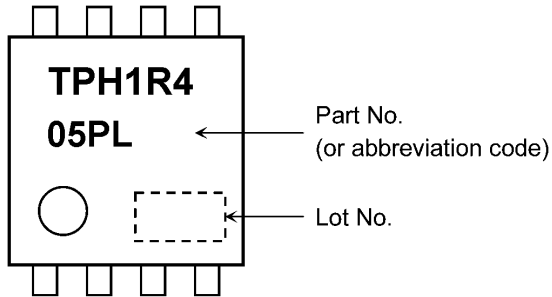 TPH1R4
05PL
Part No.
(or abbreviation code)
Lot No.